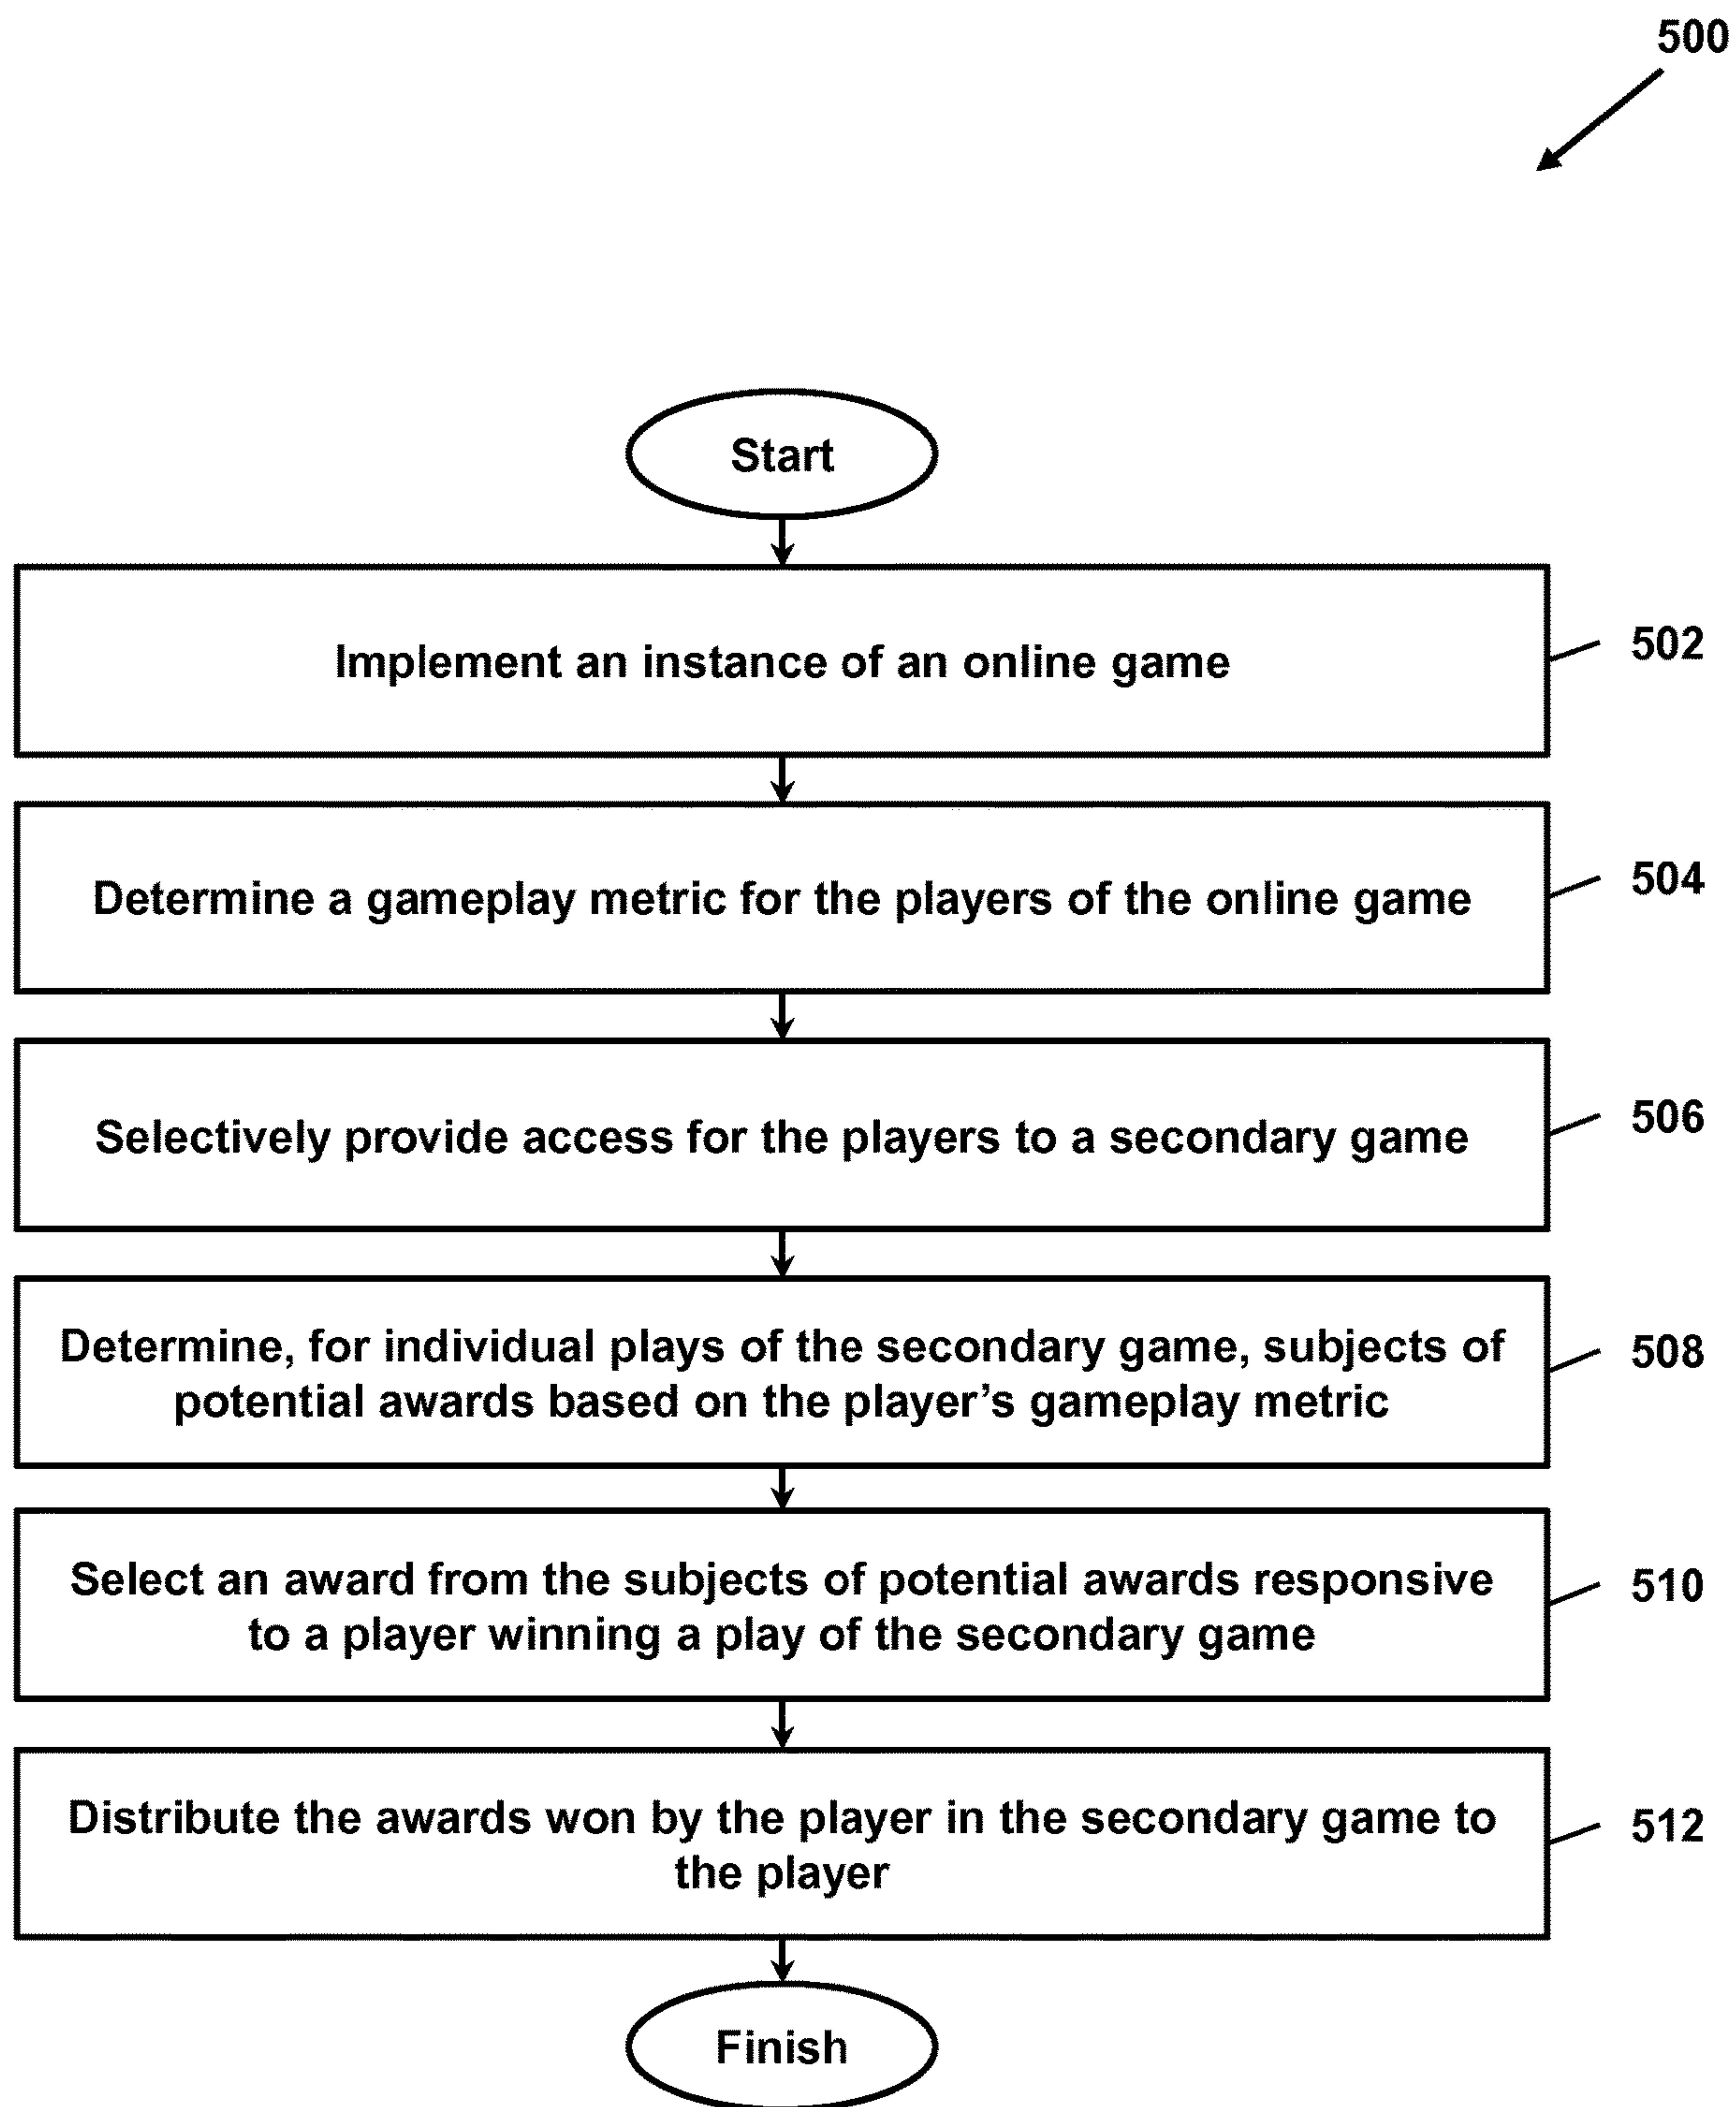 500
Start
Implement an instance of an online game
502
Determine a gameplay metric for the players of the online game
504
Selectively provide access for the players to a secondary game
506
Determine, for individual plays of the secondary game, subjects of
potential awards based on the player’s gameplay metric
508
Select an award from the subjects of potential awards responsive
to a player winning a play of the secondary game
510
Distribute the awards won by the player in the secondary game to
the player
512
Finish